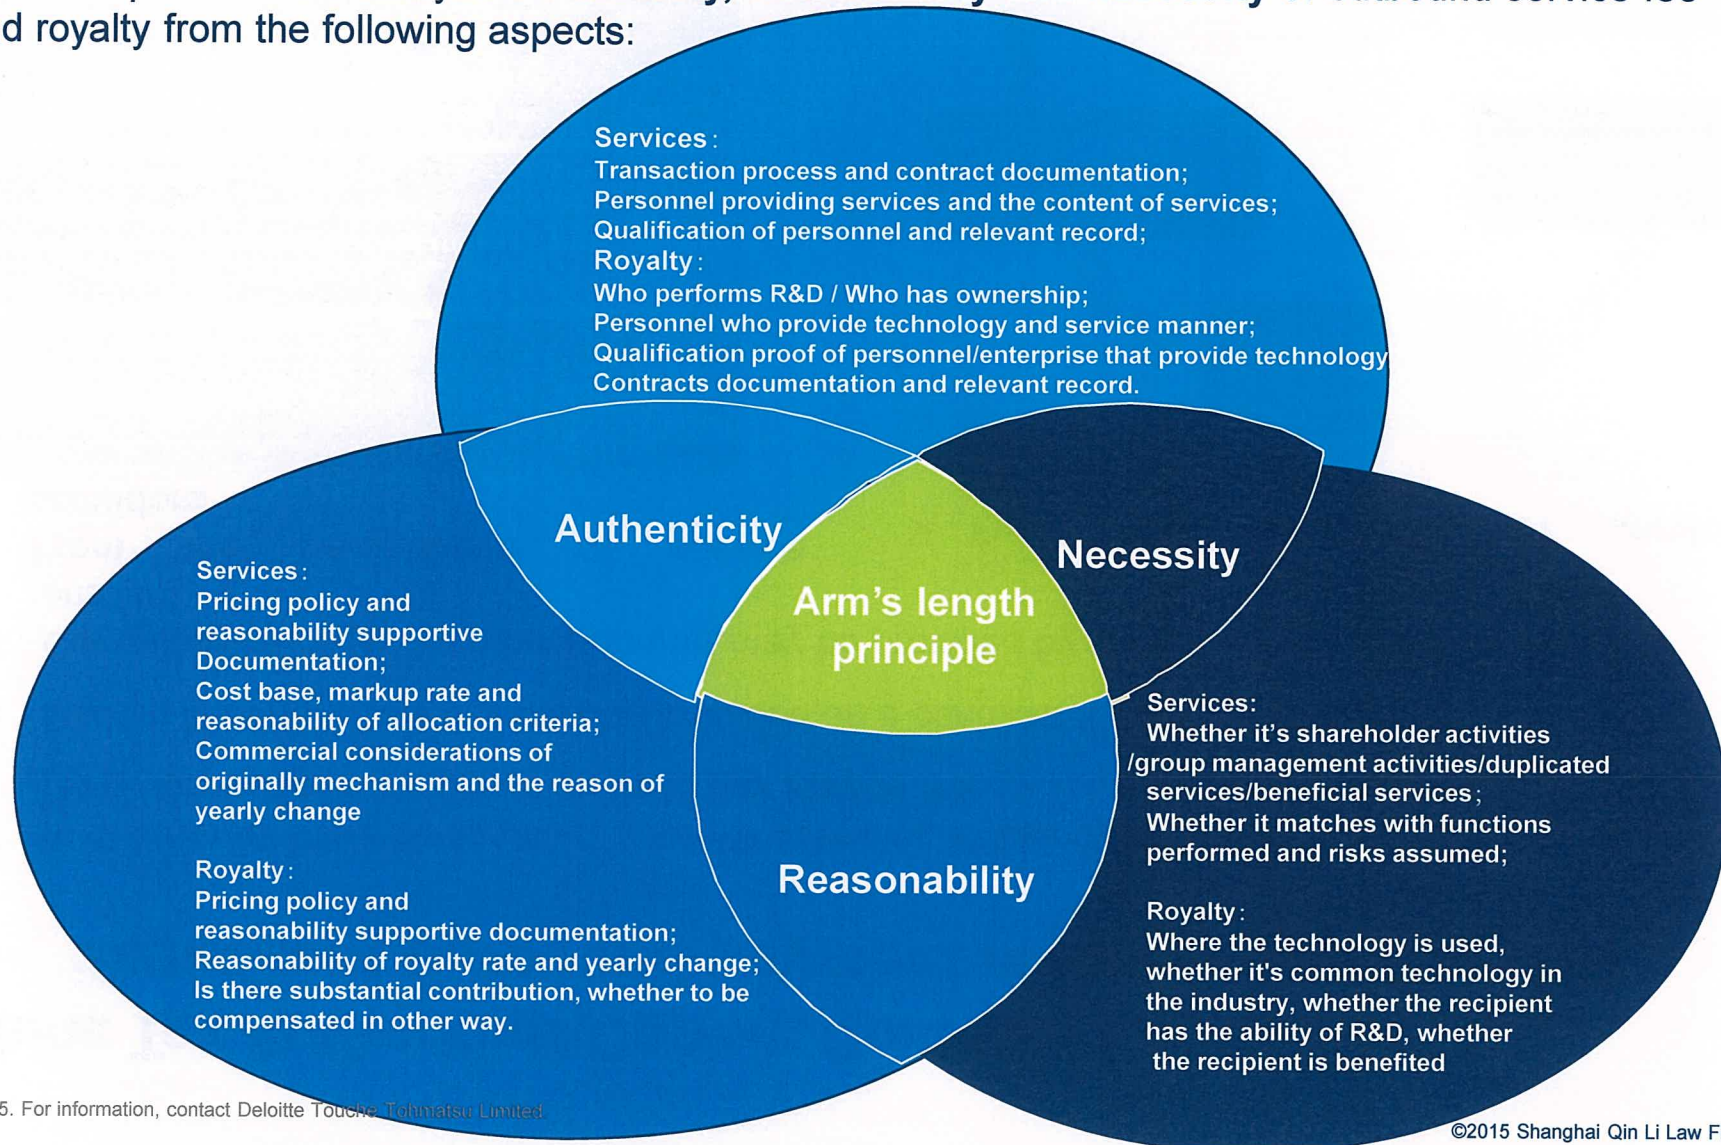 d royalty from the following aspects:
Services:
Transaction process and contract documentation;
Personnel providing services and the content of services;
Qualification of personnel and relevant record;
Royalty:
Who performs R&D / Who has ownership;
Personnel who provide technology and service manner;
Qualification proof of personnel/enterprise that provide technology
Contracts documentation and relevant record.
Authenticity
Necessity
Arm's length
principle
Reasonability
Services:
Pricing policy and
reasonability supportive
Documentation;
Cost base, markup rate and
reasonability of allocation criteria;
Commercial considerations of
originally mechanism and the reason of
yearly change
Royalty:
Pricing policy and
reasonability supportive documentation;
Reasonability of royalty rate and yearly change;
Is there substantial contribution, whether to be
compensated in other way.
Services:
Whether it's shareholder activities
/group management activities/duplicated
services/beneficial services;
Whether it matches with functions
performed and risks assumed;
Royalty:
Where the technology is used,
whether it's common technology in
the industry, whether the recipient
has the ability of R&D, whether
the recipient is benefited
5. For information, contact Deloitte Touche Tohmatsu Limited.
©2015 Shanghai Qin Li Law F